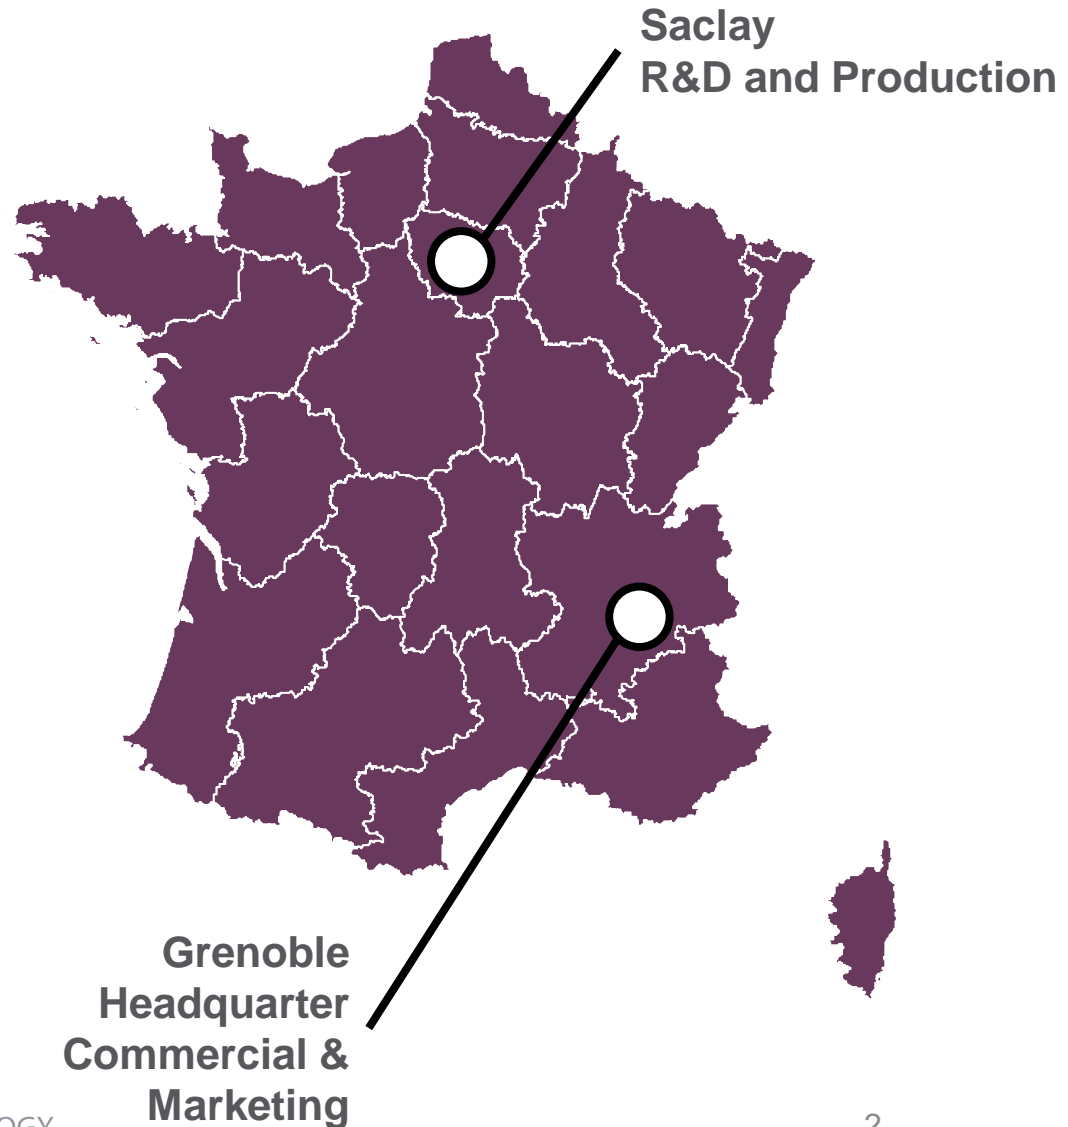 Saclay
R&D and Production
Grenoble
Headquarter
Commercial &
Marketing
2